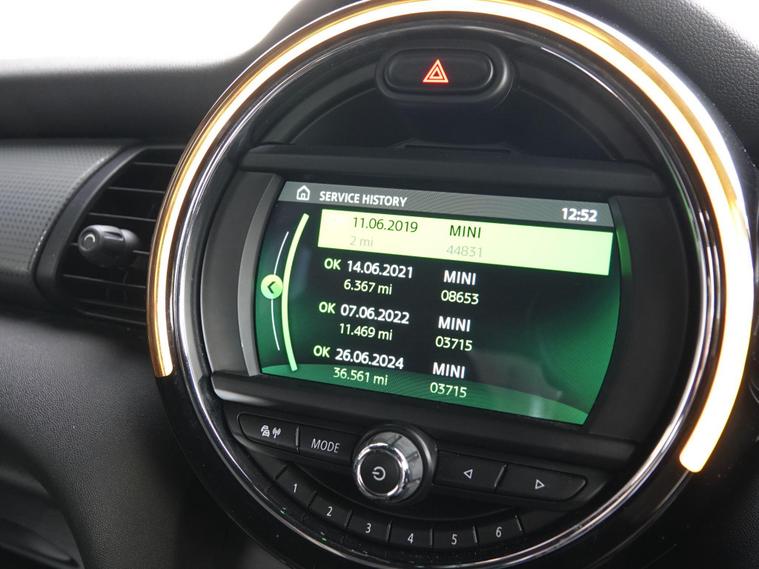 SERVICE HISTORY 12:52
11.06.2019 MINI
2 mi 44831
OK 14.06.2021 MINI
6.367 mi 08653
OK 07.06.2022 MINI
11.469 mi 03715
OK 26.06.2024 MINI
36.561 mi 03715
MODE
1 2 3 4 5 6